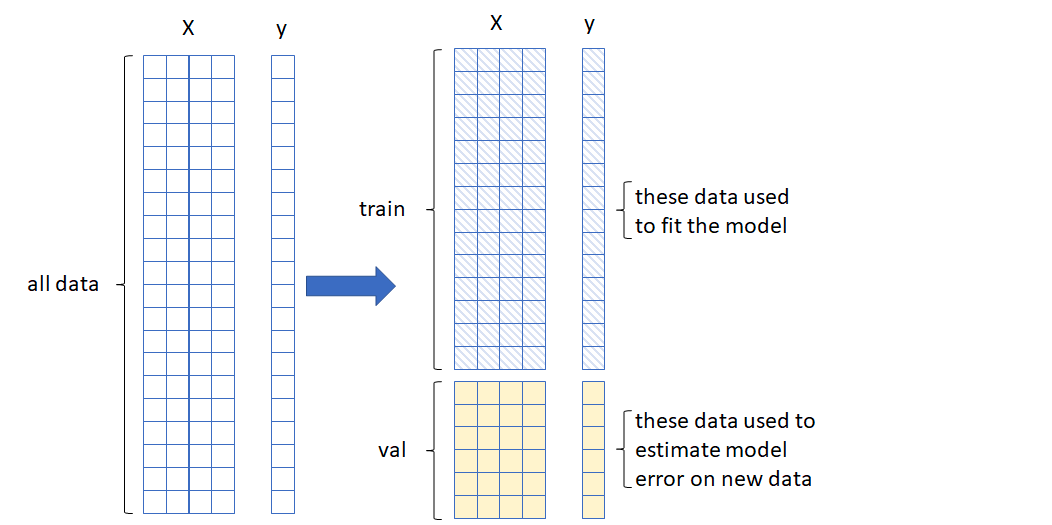 X y
all data
X y
train
these data used
to fit the model
val
these data used to
estimate model
error on new data